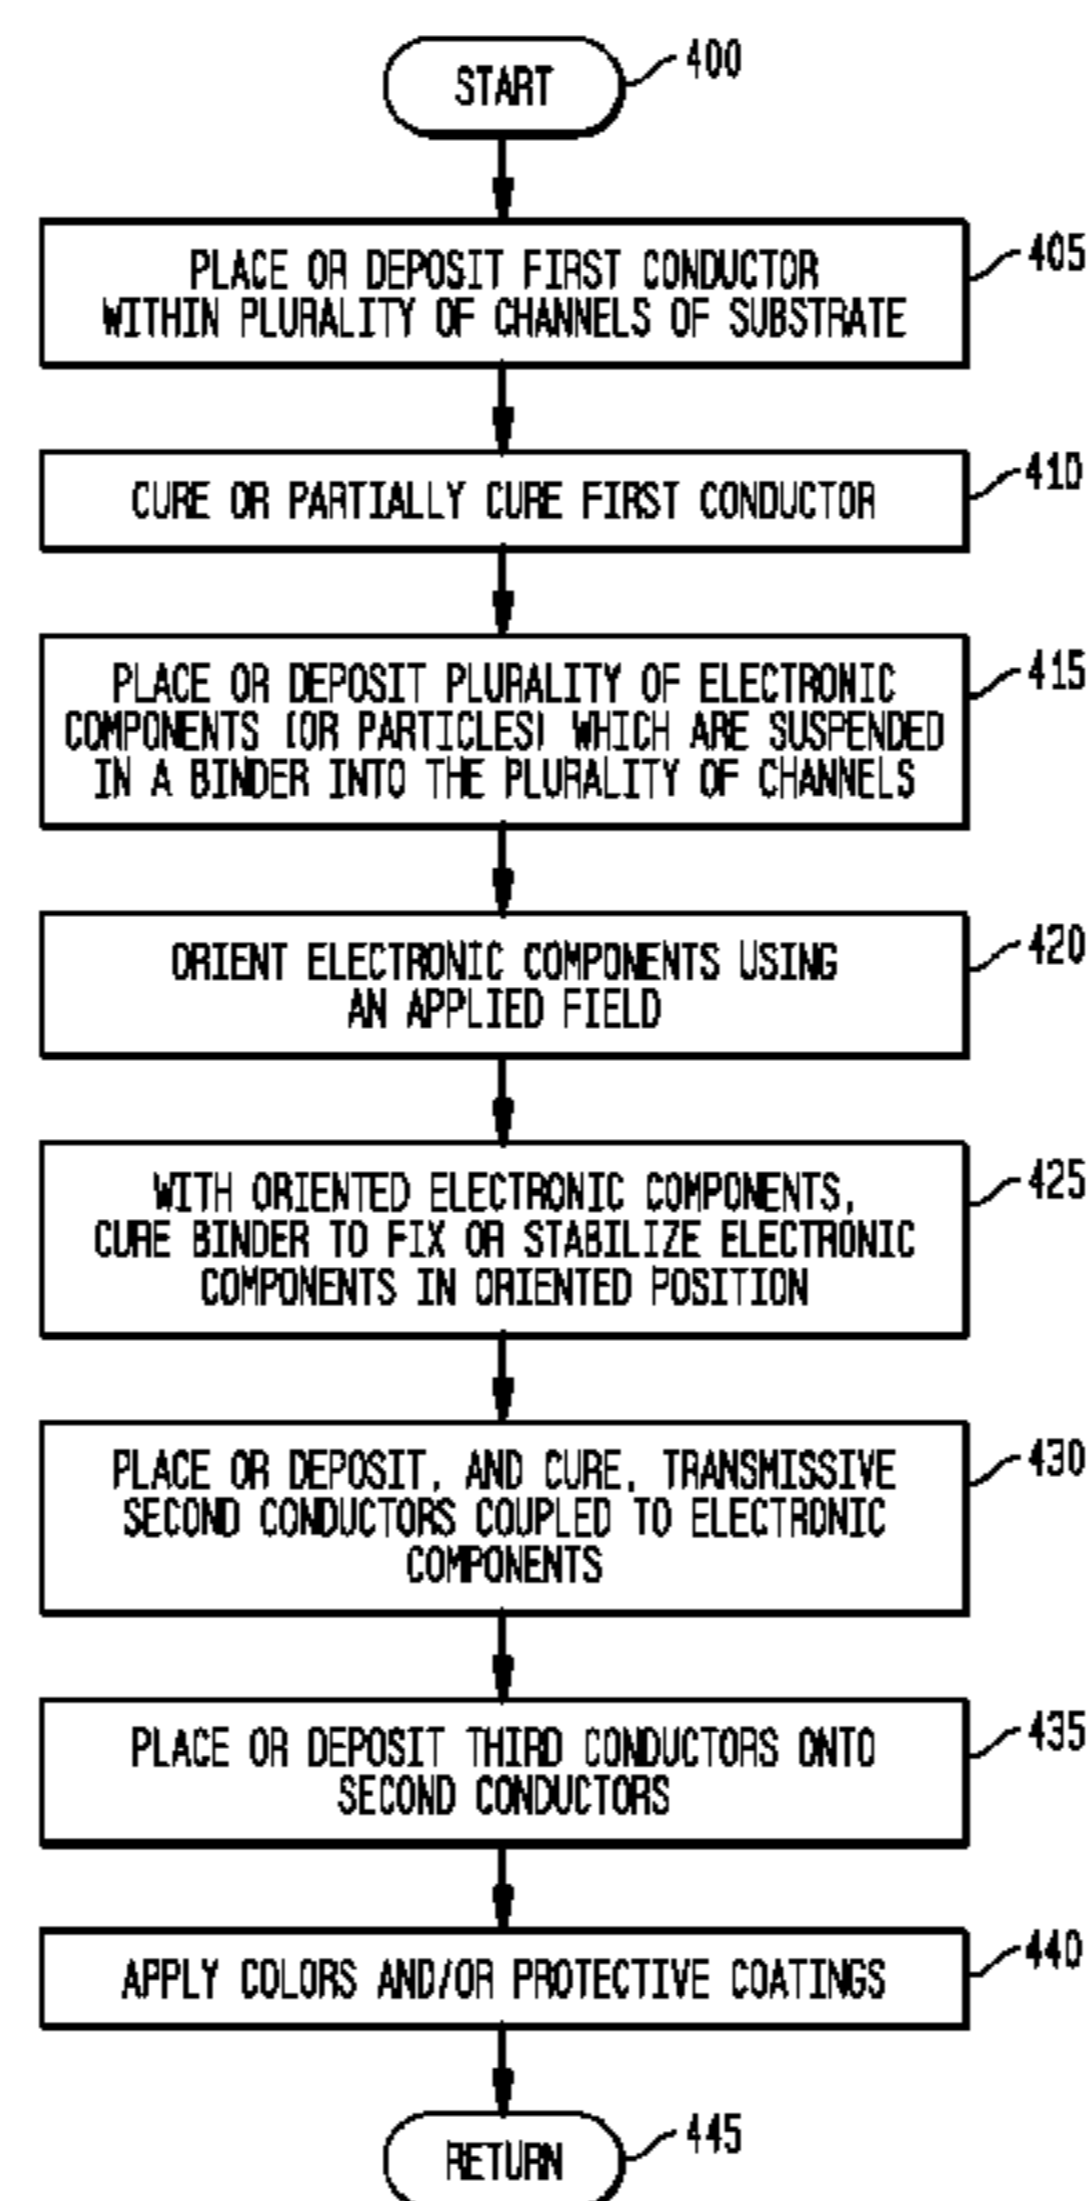 START
400
PLACE OR DEPOSIT FIRST CONDUCTOR
WITHIN PLURALITY OF CHANNELS OF SUBSTRATE
405
CURE OR PARTIALLY CURE FIRST CONDUCTOR
410
PLACE OR DEPOSIT PLURALITY OF ELECTRONIC
COMPONENTS (OR PARTICLES) WHICH ARE SUSPENDED
IN A BINDER INTO THE PLURALITY OF CHANNELS
415
ORIENT ELECTRONIC COMPONENTS USING
AN APPLIED FIELD
420
WITH ORIENTED ELECTRONIC COMPONENTS,
CURE BINDER TO FIX OR STABILIZE ELECTRONIC
COMPONENTS IN ORIENTED POSITION
425
PLACE OR DEPOSIT, AND CURE, TRANSMISSIVE
SECOND CONDUCTORS COUPLED TO ELECTRONIC
COMPONENTS
430
PLACE OR DEPOSIT THIRD CONDUCTORS ONTO
SECOND CONDUCTORS
435
APPLY COLORS AND/OR PROTECTIVE COATINGS
440
RETURN
445